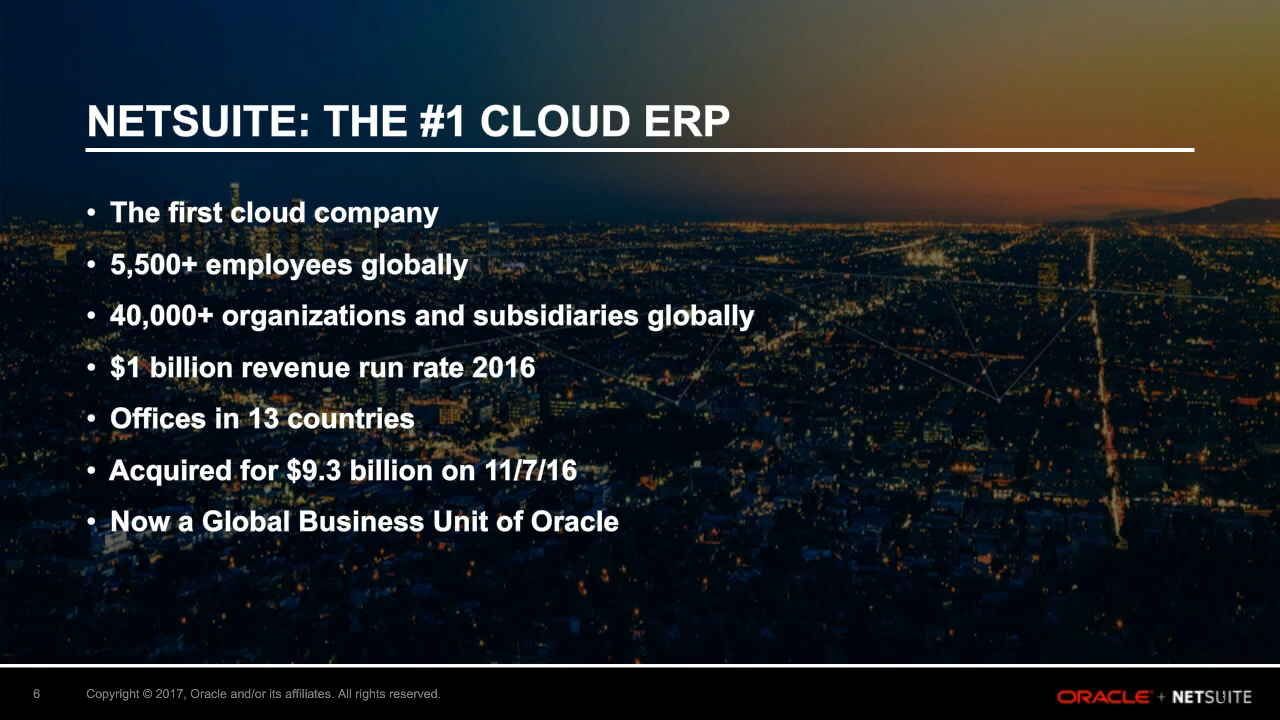 NETSUITE: THE #1 CLOUD ERP
• The first cloud company
• 5,500+ employees globally
• 40,000+ organizations and subsidiaries globally
• $1 billion revenue run rate 2016
• Offices in 13 countries
• Acquired for $9.3 billion on 11/7/16
• Now a Global Business Unit of Oracle
6 Copyright © 2017, Oracle and/or its affiliates. All rights reserved. ORACLE + NETSUITE